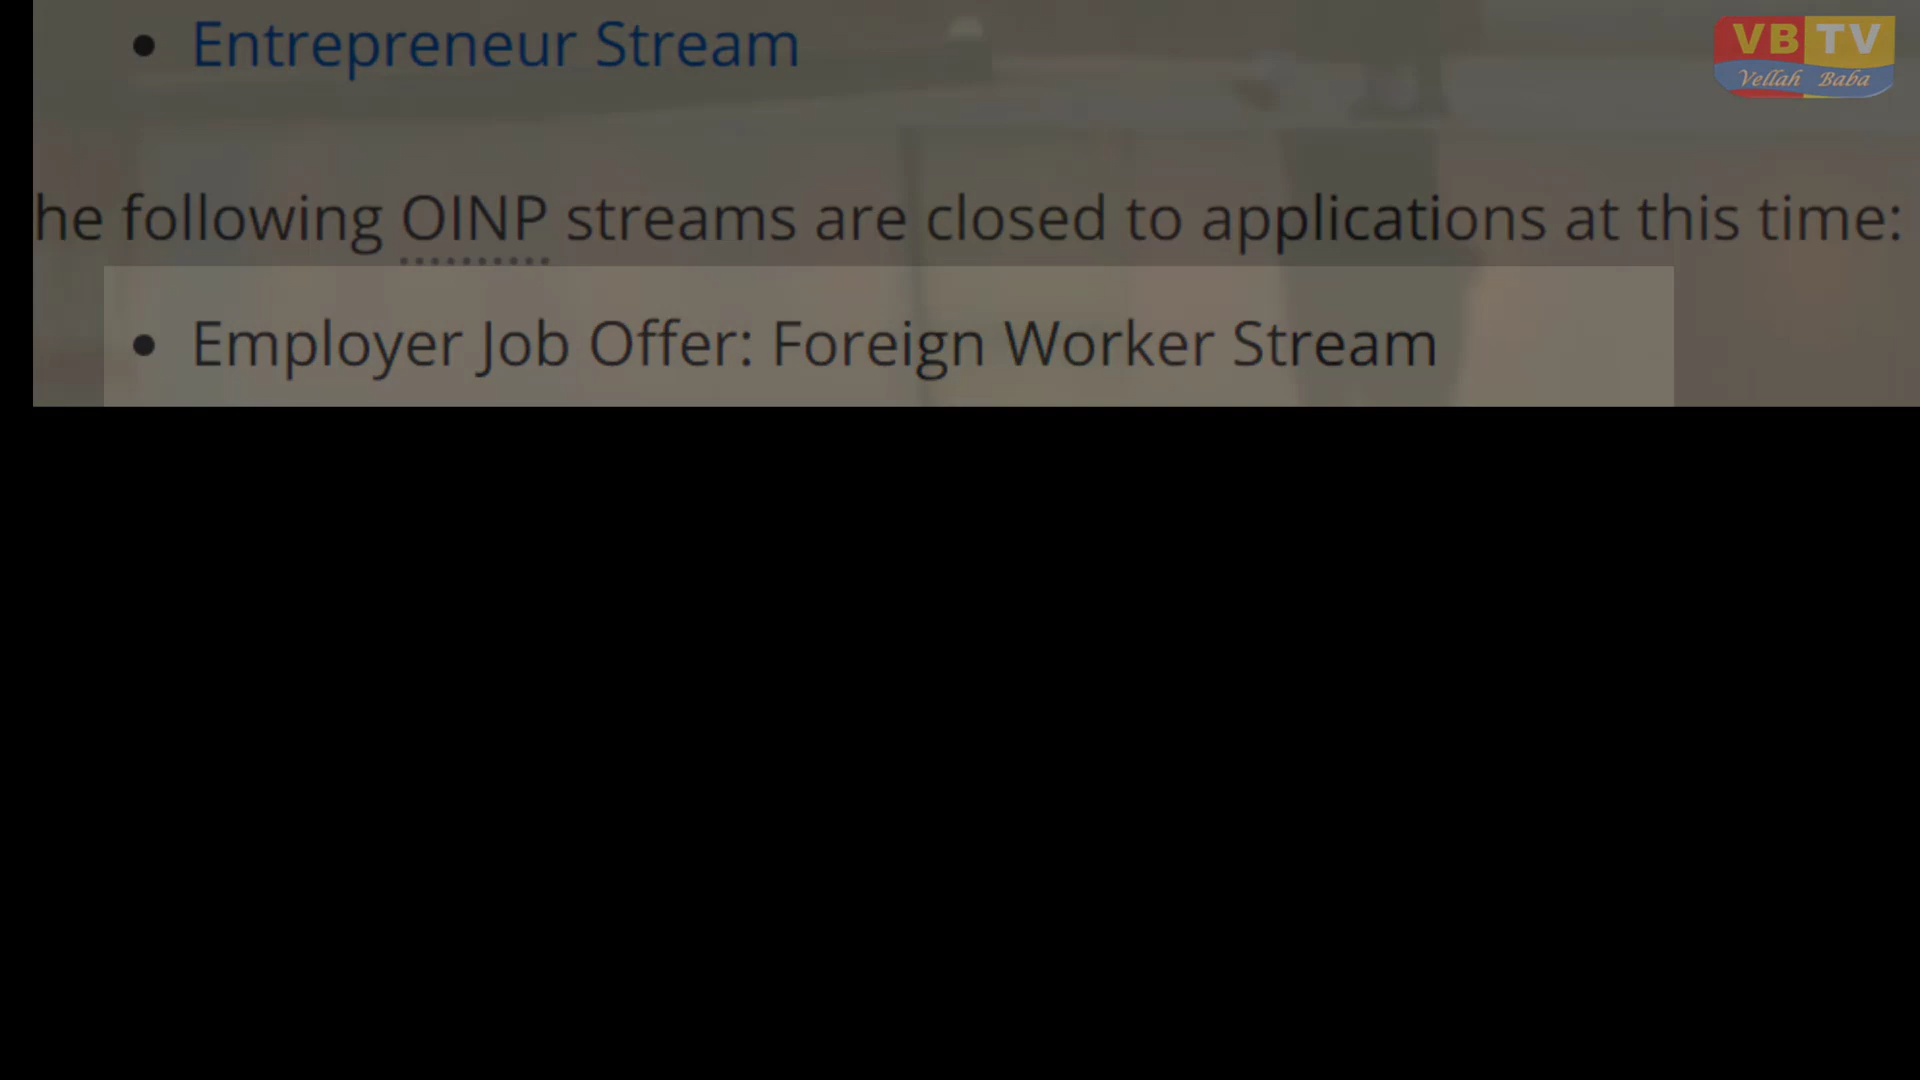 Entrepreneur Stream
VB TV
Vellah Baba
he following OINP streams are closed to applications at this time:
Employer Job Offer: Foreign Worker Stream